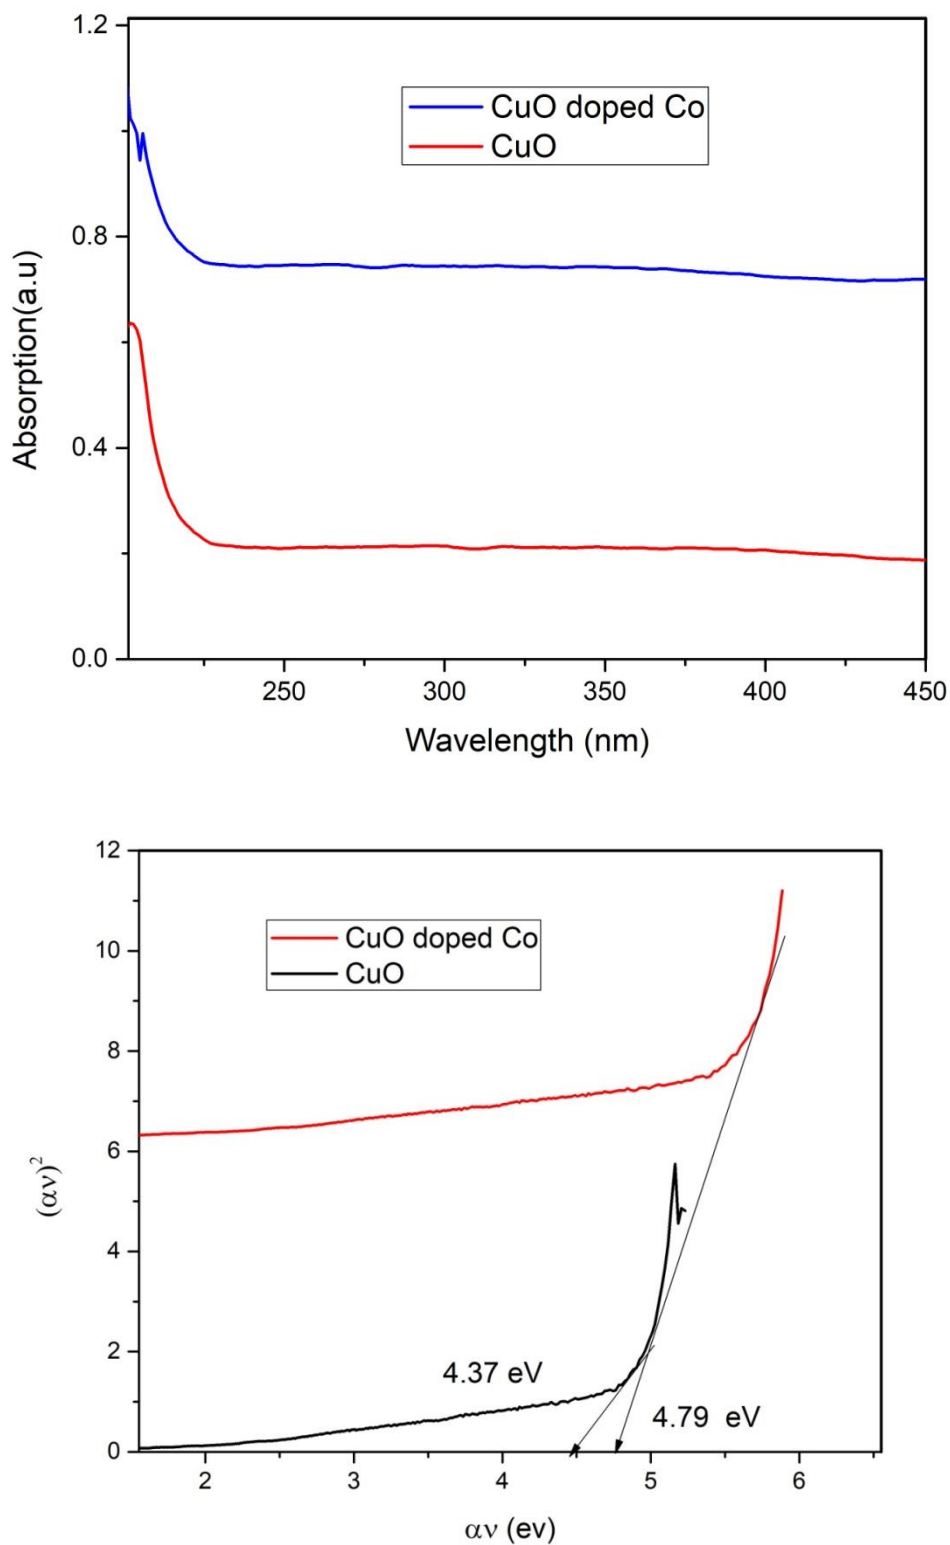 1.2
CuO doped Co
CuO
0.8
Absorption(a.u)
0.4
0.0
250 300 350 400 450
Wavelength (nm)
12
CuO doped Co
CuO
10
8
6
(αν)²
4
2
4.37 eV
4.79 eV
0
2 3 4 5 6
αν (ev)